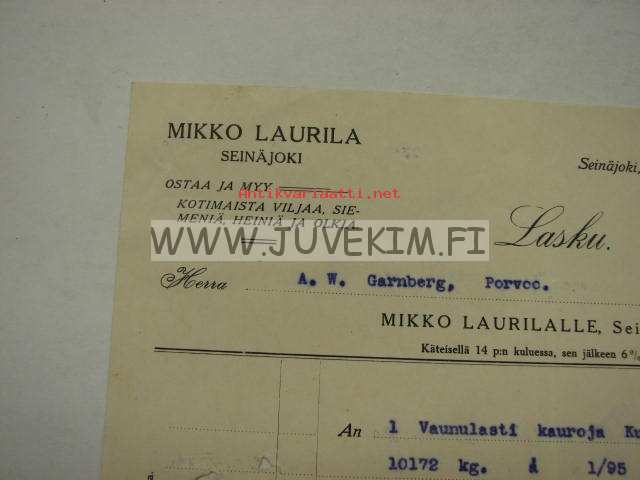 MIKKO LAURILA
SEINÄJOKI
Seinäjoki,
OSTAA JA MYY
Antikvariaatti.net
KOTIMAISTA VILJAA, SIE-
MENIÄ, HEINIÄ JA OLKIA
WWW.JUVEKIM.FI
Lasku.
Herra A. W. Garnberg, Porvoo.
MIKKO LAURILALLE, Sei
Käteisellä 14 p:n kuluessa, sen jälkeen 6%
An 1 Vaunulasti kauroja Ku
10172 kg. á 1/95